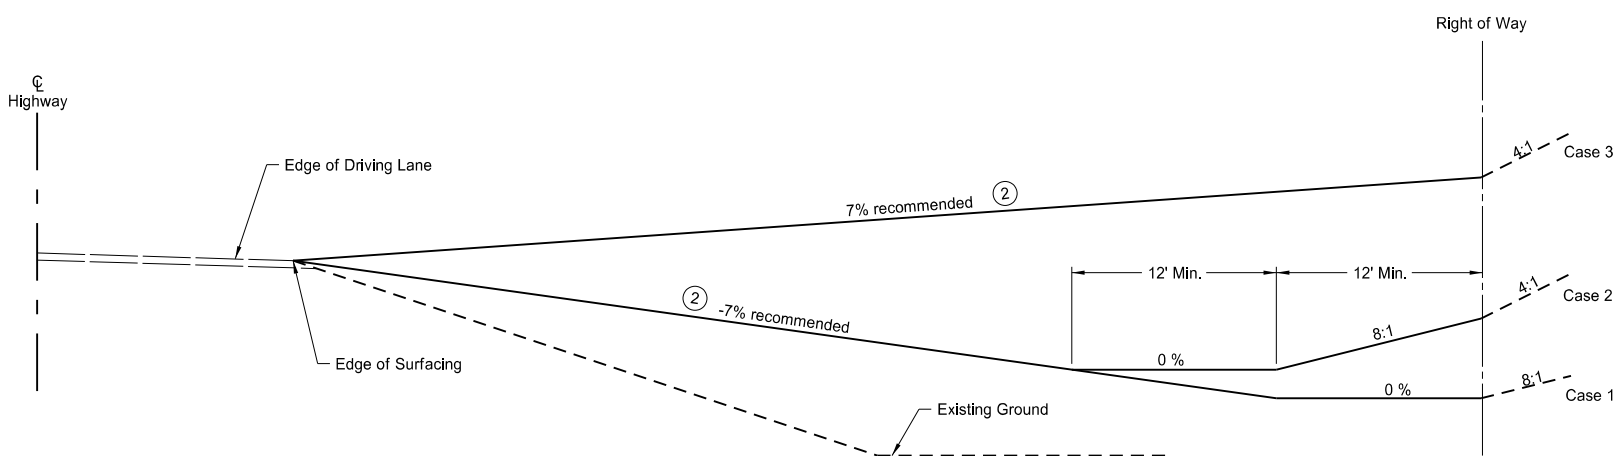 Right of Way
℄
Highway
4:1
Case 3
Edge of Driving Lane
2
7% recommended
12' Min.
12' Min.
4:1
Case 2
2
-7% recommended
8:1
0 %
Edge of Surfacing
8:1
0 %
Case 1
Existing Ground